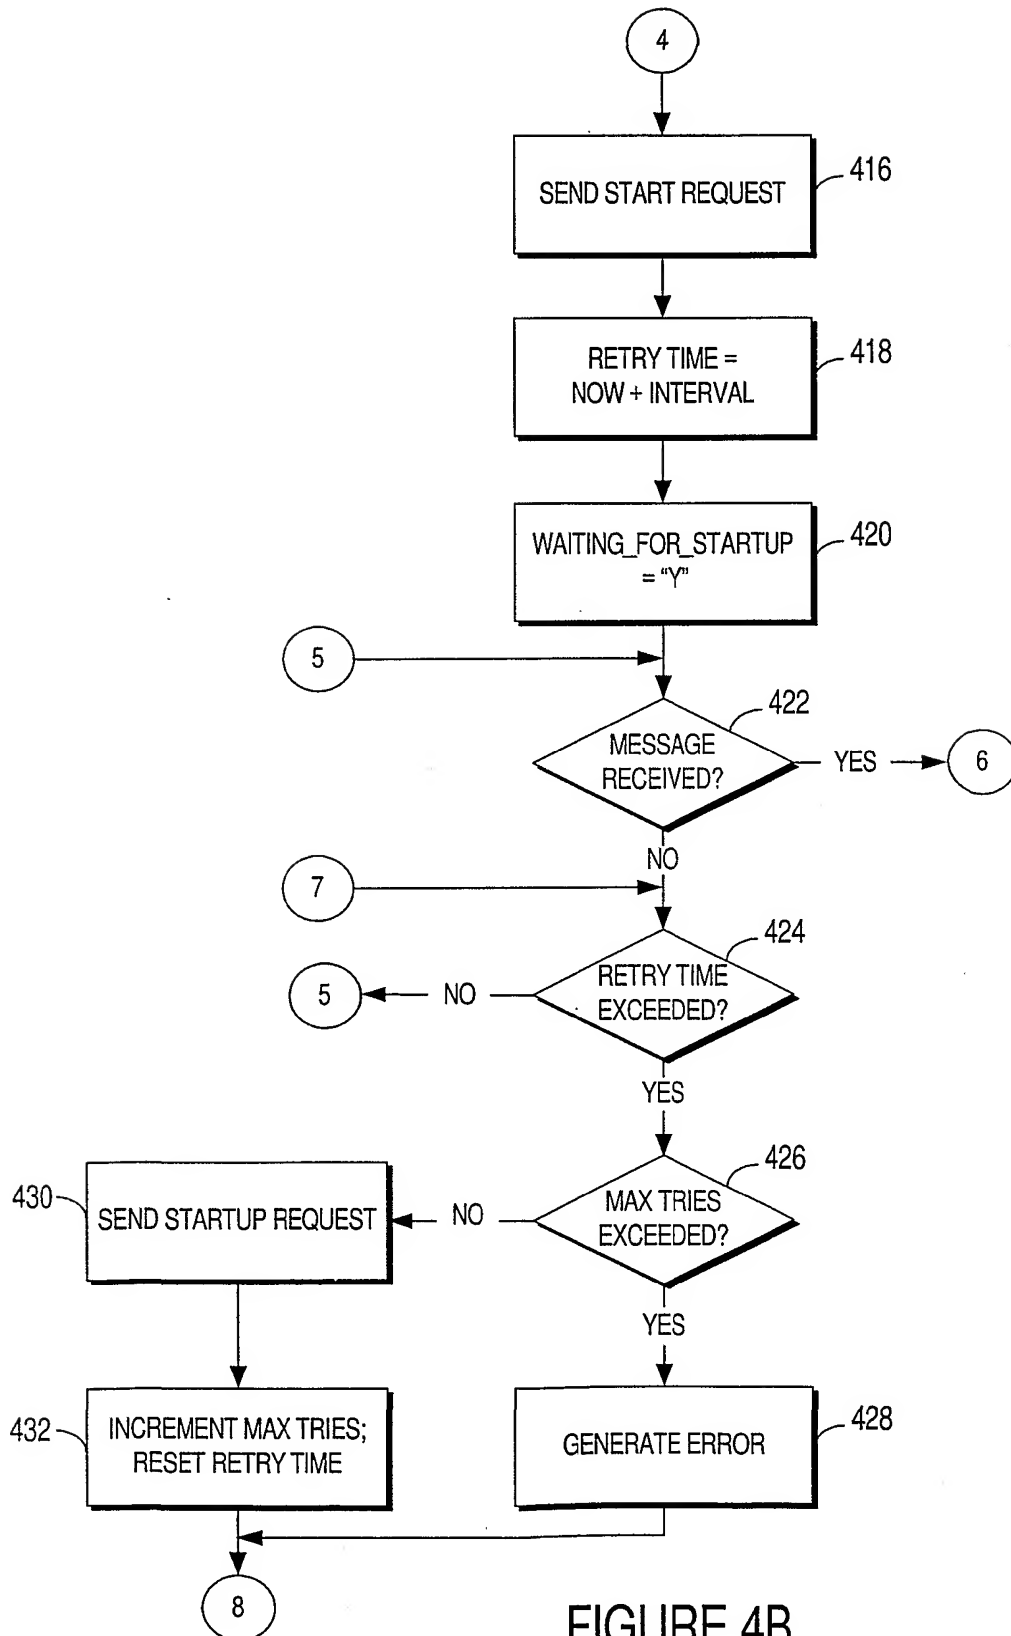 4
SEND START REQUEST
416
RETRY TIME =
NOW + INTERVAL
418
WAITING_FOR_STARTUP
= “Y”
420
5
422
MESSAGE
RECEIVED?
YES
6
NO
7
424
RETRY TIME
EXCEEDED?
NO
5
YES
426
MAX TRIES
EXCEEDED?
NO
430
SEND STARTUP REQUEST
YES
432
INCREMENT MAX TRIES;
RESET RETRY TIME
GENERATE ERROR
428
8
FIGURE 4B